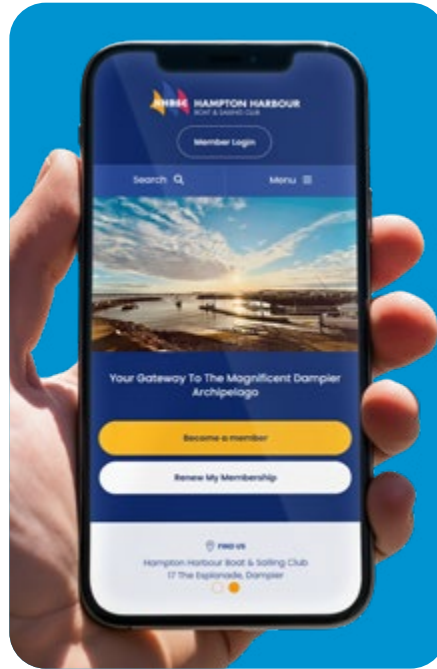 HHBSC HAMPTON HARBOUR
BOAT & SAILING CLUB
Member Login
Search
Menu
Your Gateway To The Magnificent Dampier
Archipelago
Become a member
Renew My Membership
FIND US
Hampton Harbour Boat & Sailing Club
17 The Esplanade, Dampier